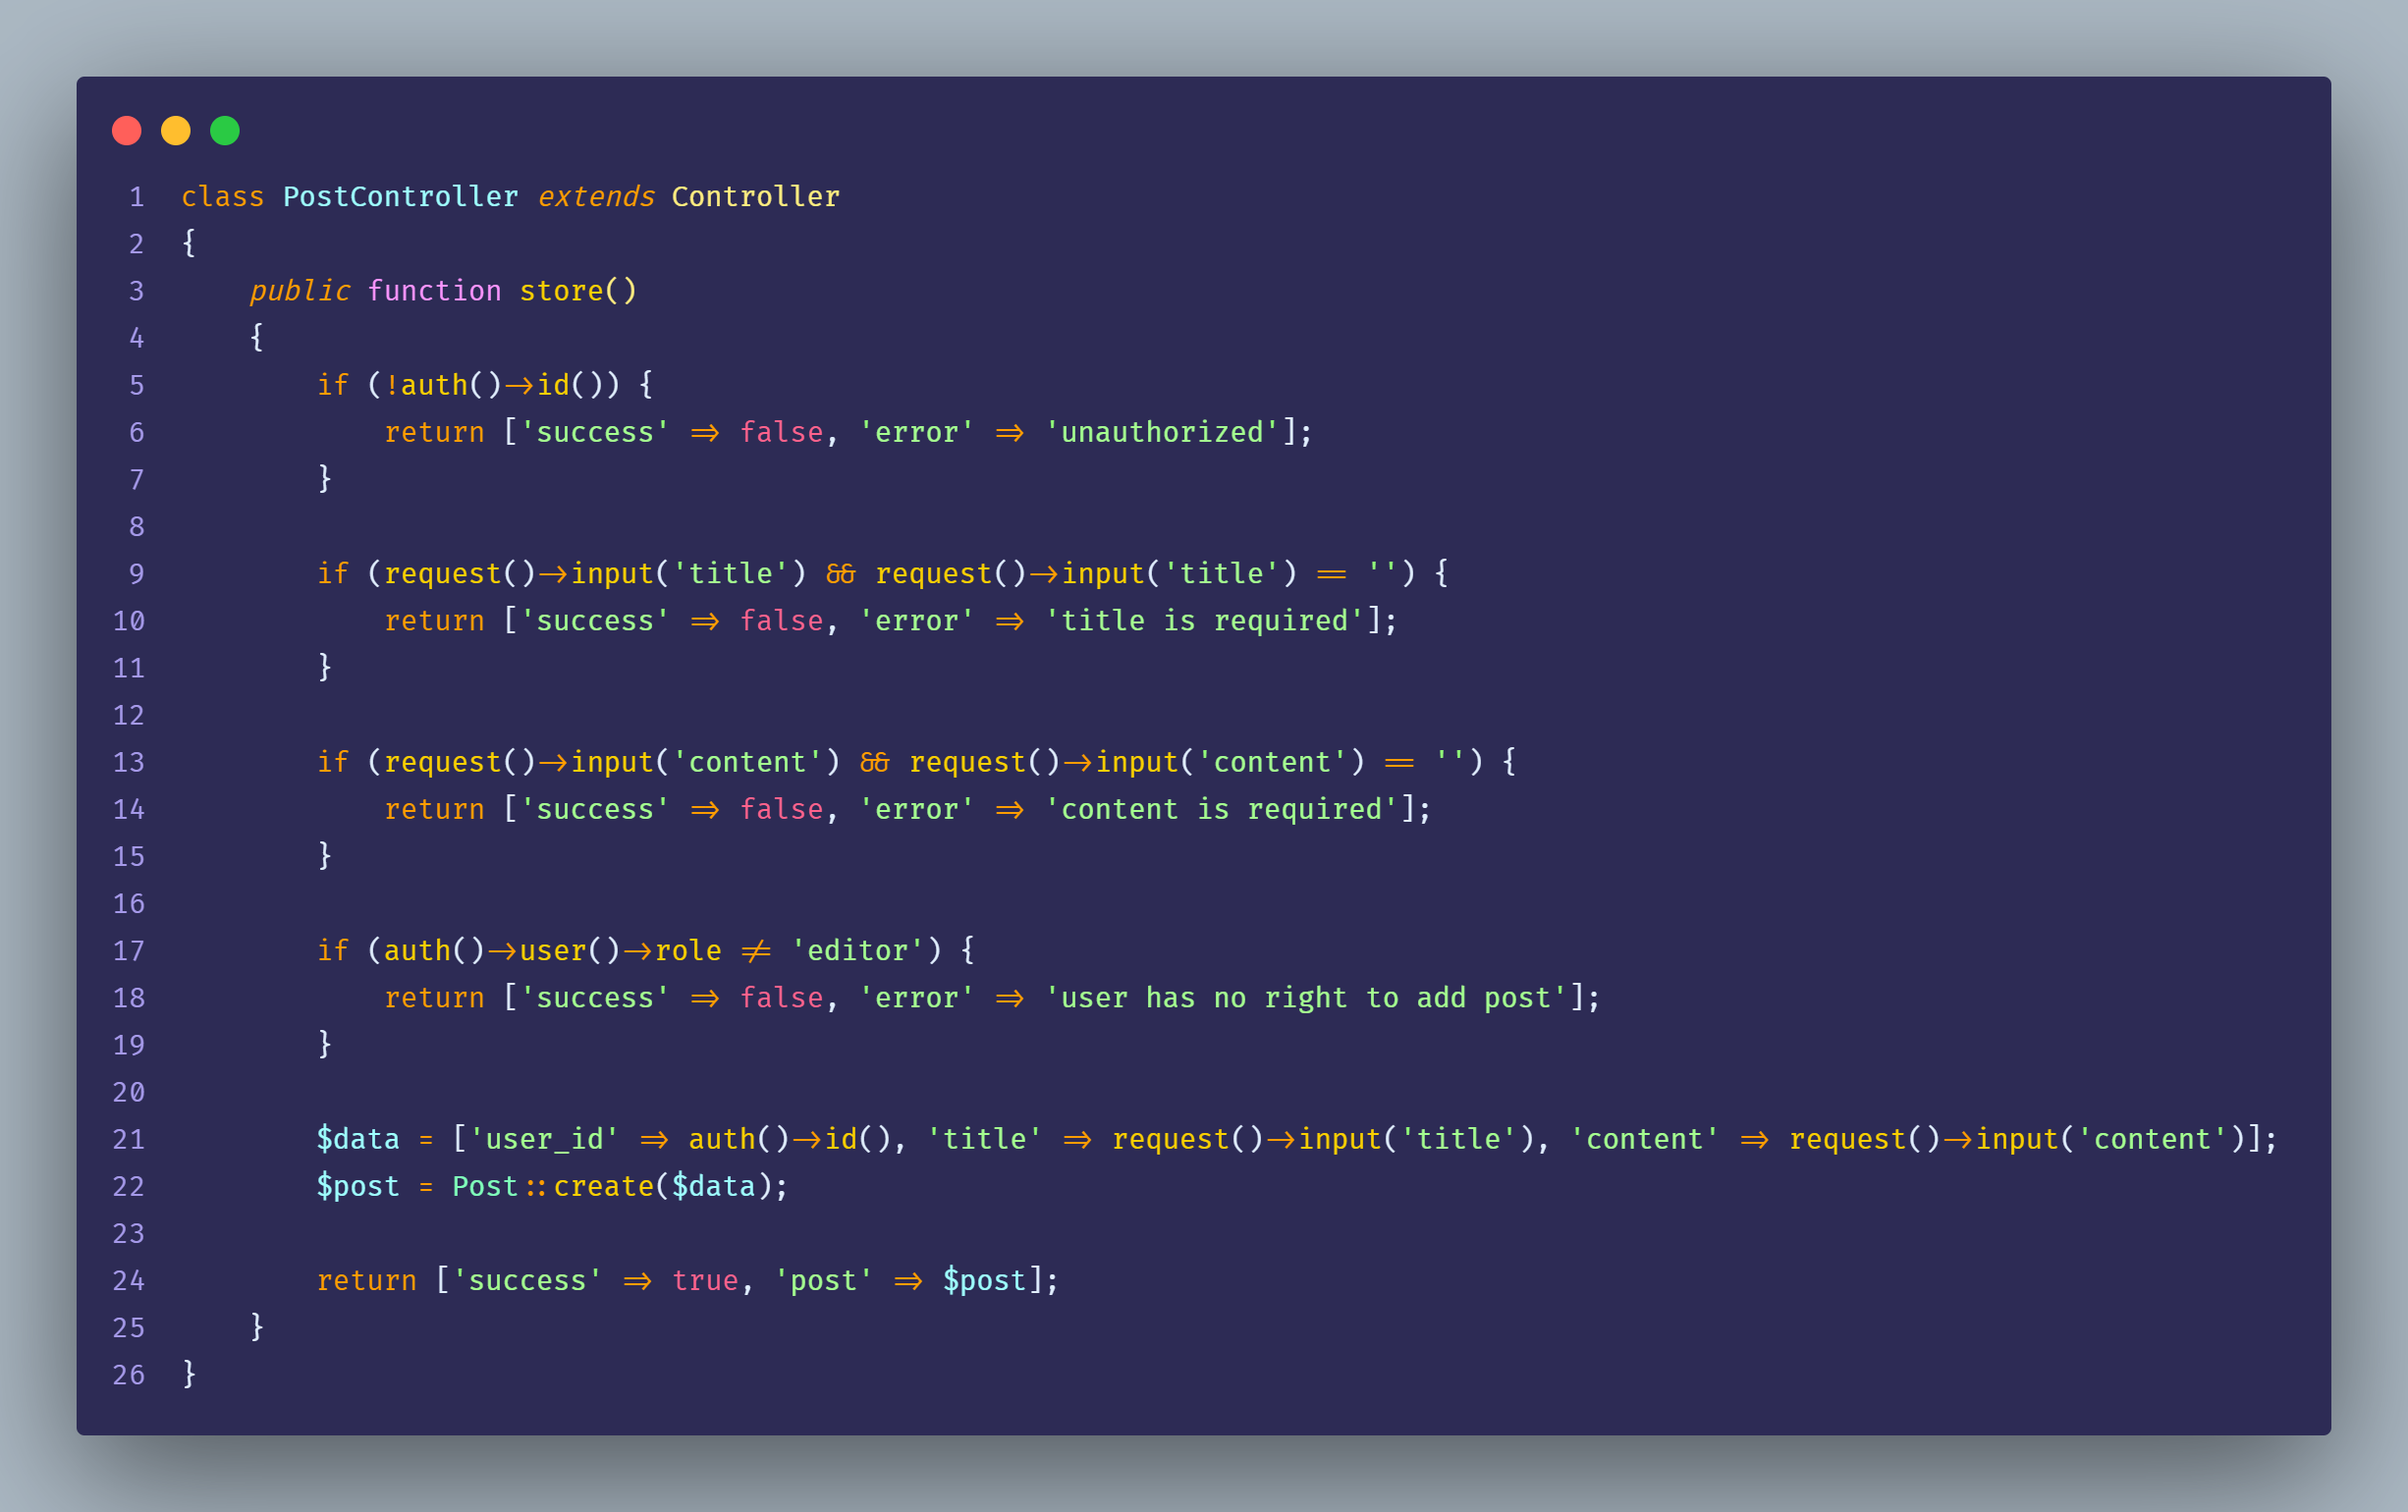 1 class PostController extends Controller
2 {
3     public function store()
4     {
5         if (!auth()->id()) {
6             return ['success' => false, 'error' => 'unauthorized'];
7         }
8
9         if (request()->input('title') && request()->input('title') == '') {
10             return ['success' => false, 'error' => 'title is required'];
11         }
12
13         if (request()->input('content') && request()->input('content') == '') {
14             return ['success' => false, 'error' => 'content is required'];
15         }
16
17         if (auth()->user()->role != 'editor') {
18             return ['success' => false, 'error' => 'user has no right to add post'];
19         }
20
21         $data = ['user_id' => auth()->id(), 'title' => request()->input('title'), 'content' => request()->input('content')];
22         $post = Post::create($data);
23
24         return ['success' => true, 'post' => $post];
25     }
26 }